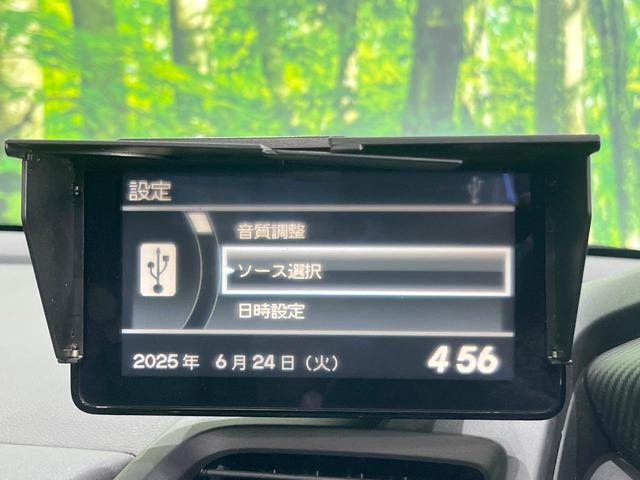 設定
音質調整
ソース選択
日時設定
2025年 6月24日(火) 4:56